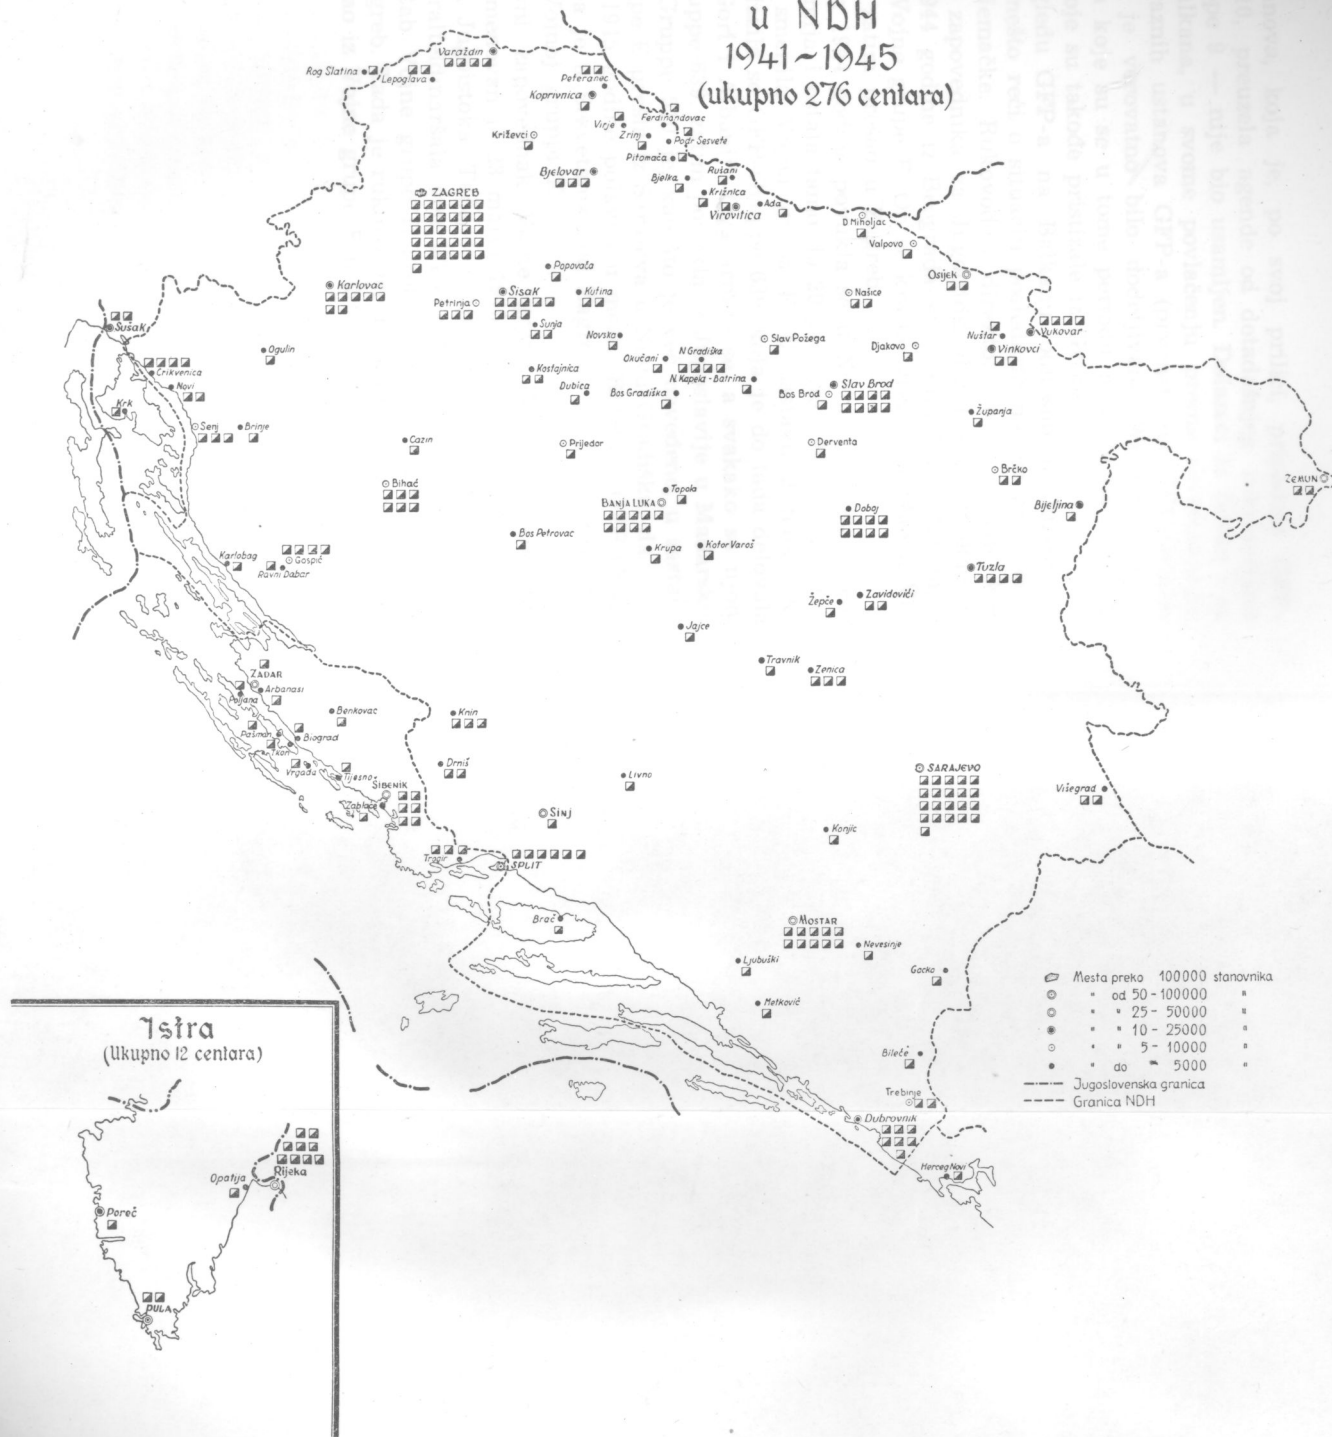 u NDH
1941~1945
(ukupno 276 centara)
Varaždin
Rog Slatina
Lepoglava
Peteranec
Koprivnica
Ferdinandovac
Virje
Zrinj
Podr Sesvete
Križevci
Pitomača
Bjelovar
Bjelka
Rušani
Križnica
Ada
Virovitica
ZAGREB
D Miholjac
Valpovo
Popovača
Osijek
Karlovac
Sisak
Kutina
Petrinja
Našice
Sušak
Sunja
Novska
Slav Požega
Nuštar
Vukovar
Ogulin
Okučani
N Gradiška
Djakovo
Vinkovci
Crikvenica
Kostajnica
N. Kapela - Batrina
Novi
Dubica
Bos Gradiška
Bos Brod
Slav Brod
Krk
Županja
Senj
Brinje
Cazin
Prijedor
Derventa
Bihać
Brčko
ZEMUN
Topola
BANJA LUKA
Doboj
Bijeljina
Bos Petrovac
Krupa
Kotor Varoš
Karlobag
Gospić
Ravni Dabar
Tuzla
Žepče
Zavidovići
Jajce
Travnik
Zenica
ZADAR
Arbanasi
Poljana
Benkovac
Knin
Pašman
Biograd
Tkon
Vrgada
Tijesno
Drniš
Livno
SARAJEVO
ŠIBENIK
Zablaće
Višegrad
SINJ
Konjic
Trogir
SPLIT
Brač
MOSTAR
Nevesinje
Ljubuški
Gacko
Metković
Bileće
Trebinje
Dubrovnik
Herceg Novi
Mesta preko 100000 stanovnika
" od 50 - 100000 "
" " 25 - 50000 "
" " 10 - 25000 "
" " 5 - 10000 "
" do 5000 "
Jugoslovenska granica
Granica NDH
Istra
(Ukupno 12 centara)
Rijeka
Opatija
Poreč
PULA